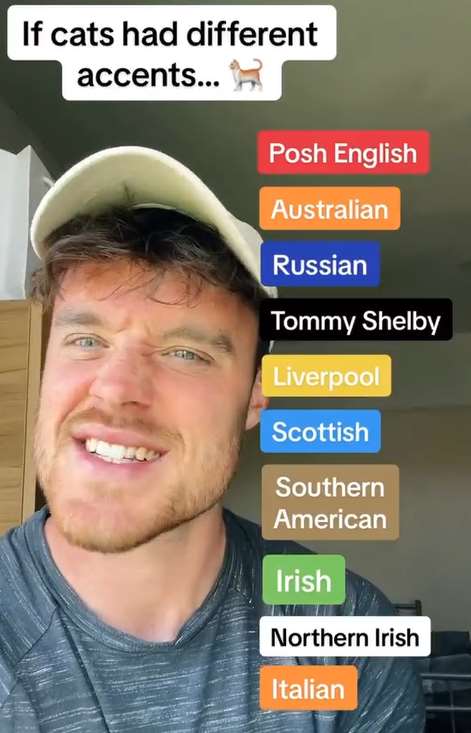 If cats had different
accents... 🐈
Posh English
Australian
Russian
Tommy Shelby
Liverpool
Scottish
Southern
American
Irish
Northern Irish
Italian